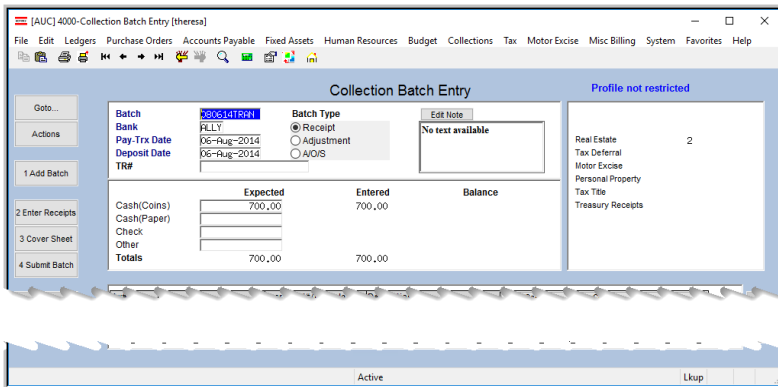 [AUC] 4000-Collection Batch Entry [theresa]
File Edit Ledgers Purchase Orders Accounts Payable Fixed Assets Human Resources Budget Collections Tax Motor Excise Misc Billing System Favorites Help
Collection Batch Entry
Profile not restricted
Goto...
Actions
1 Add Batch
2 Enter Receipts
3 Cover Sheet
4 Submit Batch
Batch 080614TRAN Batch Type Edit Note
Bank ALLY Receipt No text available
Pay-Trx Date 06-Aug-2014 Adjustment
Deposit Date 06-Aug-2014 A/O/S
TR#
Real Estate 2
Tax Deferral
Motor Excise
Personal Property
Tax Title
Treasury Receipts
Expected Entered Balance
Cash(Coins) 700.00 700.00
Cash(Paper)
Check
Other
Totals 700.00 700.00
Active Lkup